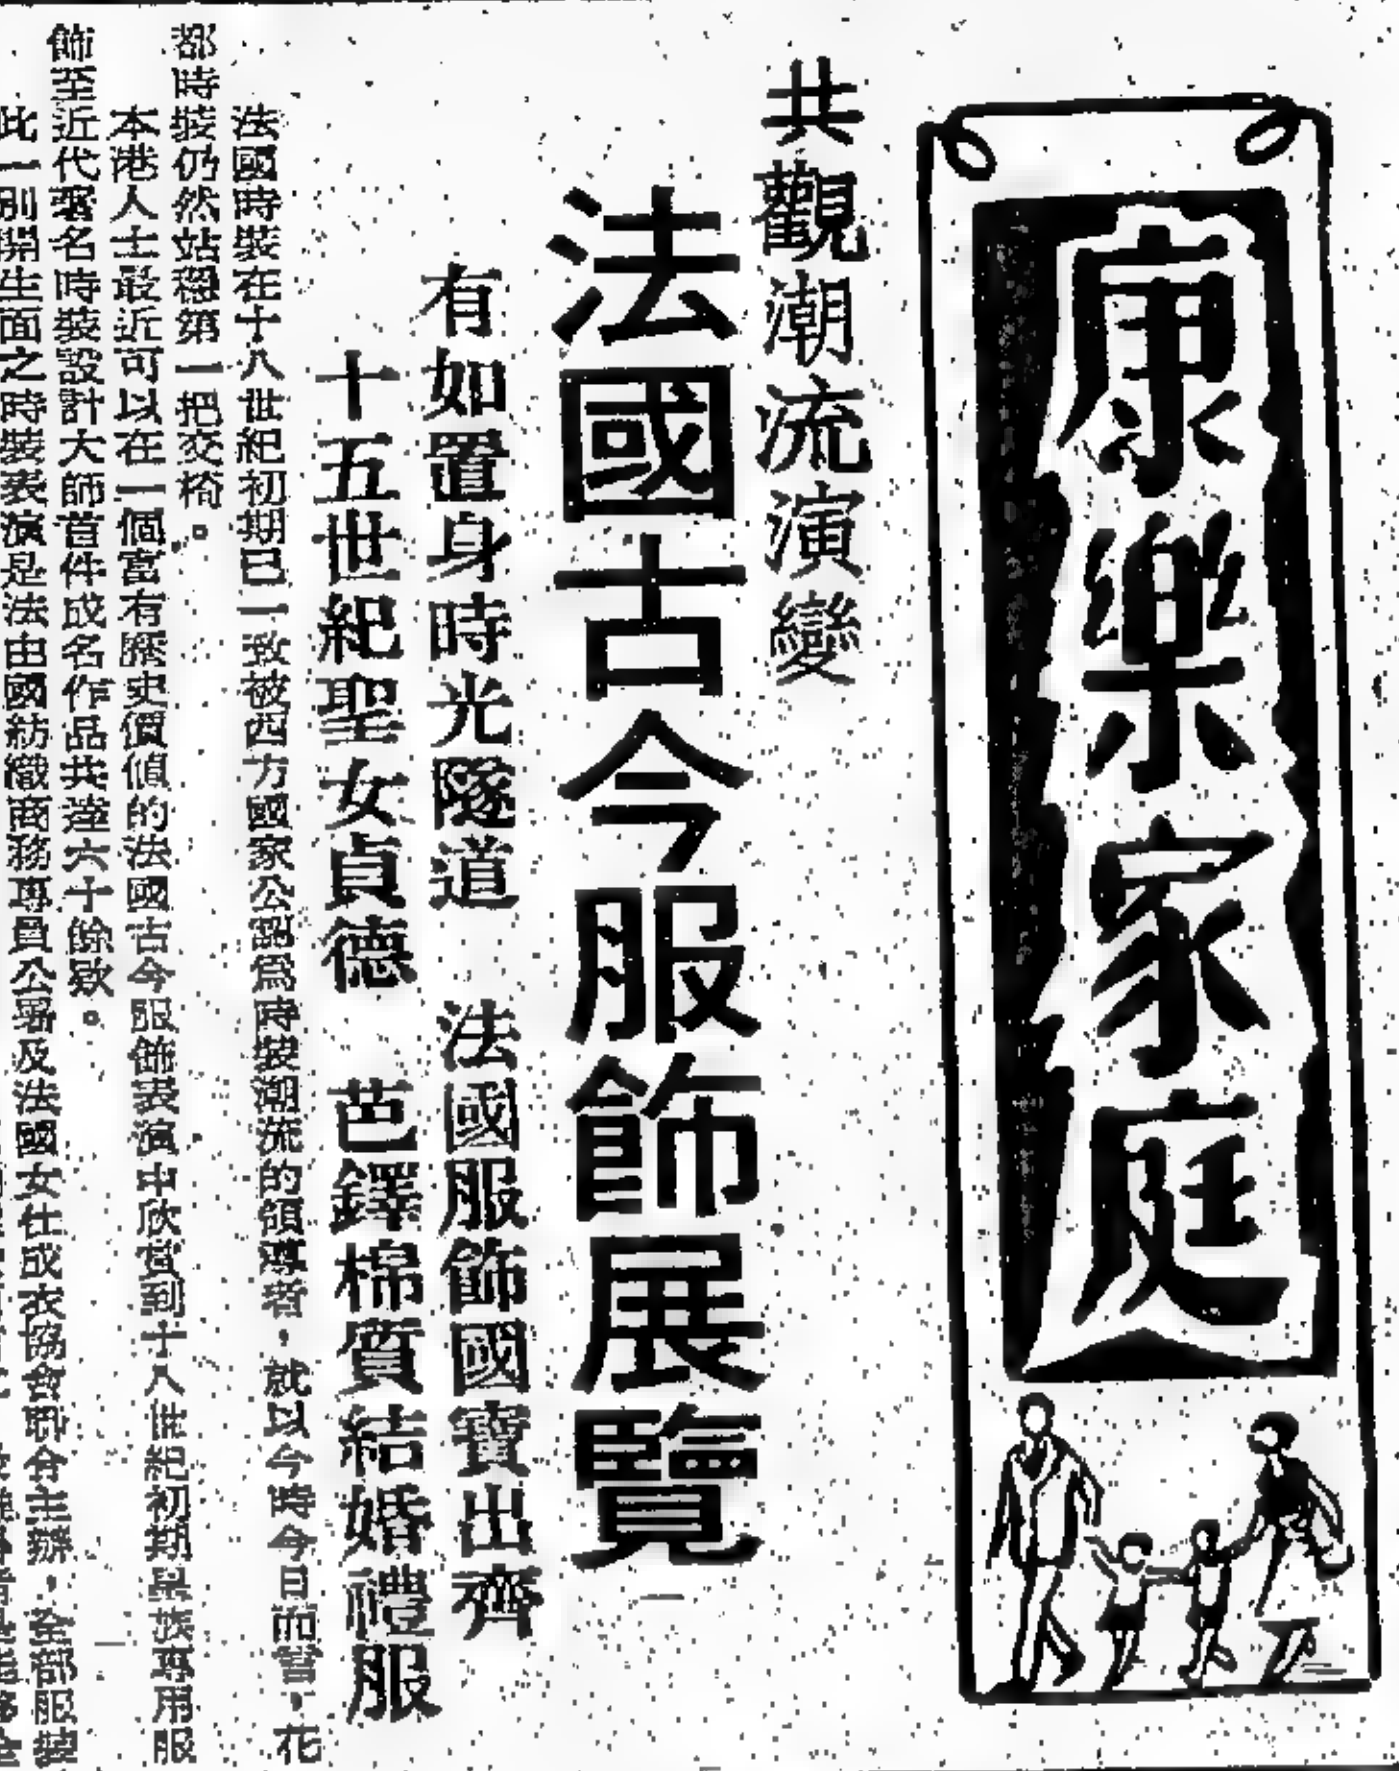 康樂家庭
共觀潮流演變
法國古今服飾展覽
有如置身時光隧道 法國服飾國寶出齊
十五世紀聖女貞德 芭鐸棉質結婚禮服
法國時裝在十八世紀初期已一致被西方國家公認為時裝潮流的領導者，就以今時今日而言，花
都時裝仍然站穩第一把交椅。
本港人士最近可以在一個富有歷史價值的法國古今服飾表演中欣賞到十八世紀初期皇族專用服
飾至近代著名時裝設計大師首件成名作品共達六十餘款。
此一別開生面之時裝表演是法由國紡織商務專員公署及法國女仕成衣協會聯合主辦，全部服裝